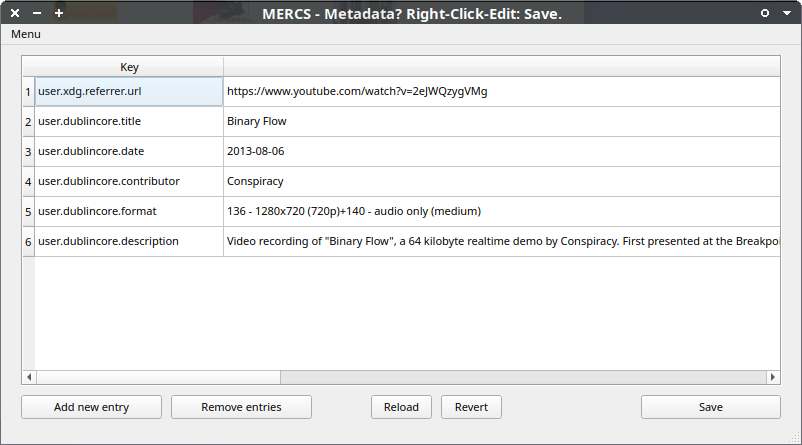 MERCS - Metadata? Right-Click-Edit: Save.
Menu
Key
1 user.xdg.referrer.url https://www.youtube.com/watch?v=2eJWQzygVMg
2 user.dublincore.title Binary Flow
3 user.dublincore.date 2013-08-06
4 user.dublincore.contributor Conspiracy
5 user.dublincore.format 136 - 1280x720 (720p)+140 - audio only (medium)
6 user.dublincore.description Video recording of "Binary Flow", a 64 kilobyte realtime demo by Conspiracy. First presented at the Breakpoi
Add new entry Remove entries Reload Revert Save